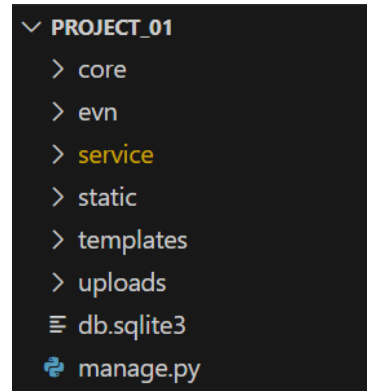 PROJECT_01
core
evn
service
static
templates
uploads
db.sqlite3
manage.py